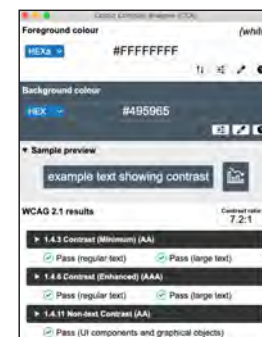 Colour Contrast Analyser (CCA)
Foreground colour (white
HEXa #FFFFFFFF
Background colour
HEX #495965
▼ Sample preview
example text showing contrast
WCAG 2.1 results Contrast ratio
7.2:1
▶ 1.4.3 Contrast (Minimum) (AA)
Pass (regular text) Pass (large text)
▶ 1.4.6 Contrast (Enhanced) (AAA)
Pass (regular text) Pass (large text)
▶ 1.4.11 Non-text Contrast (AA)
Pass (UI components and graphical objects)